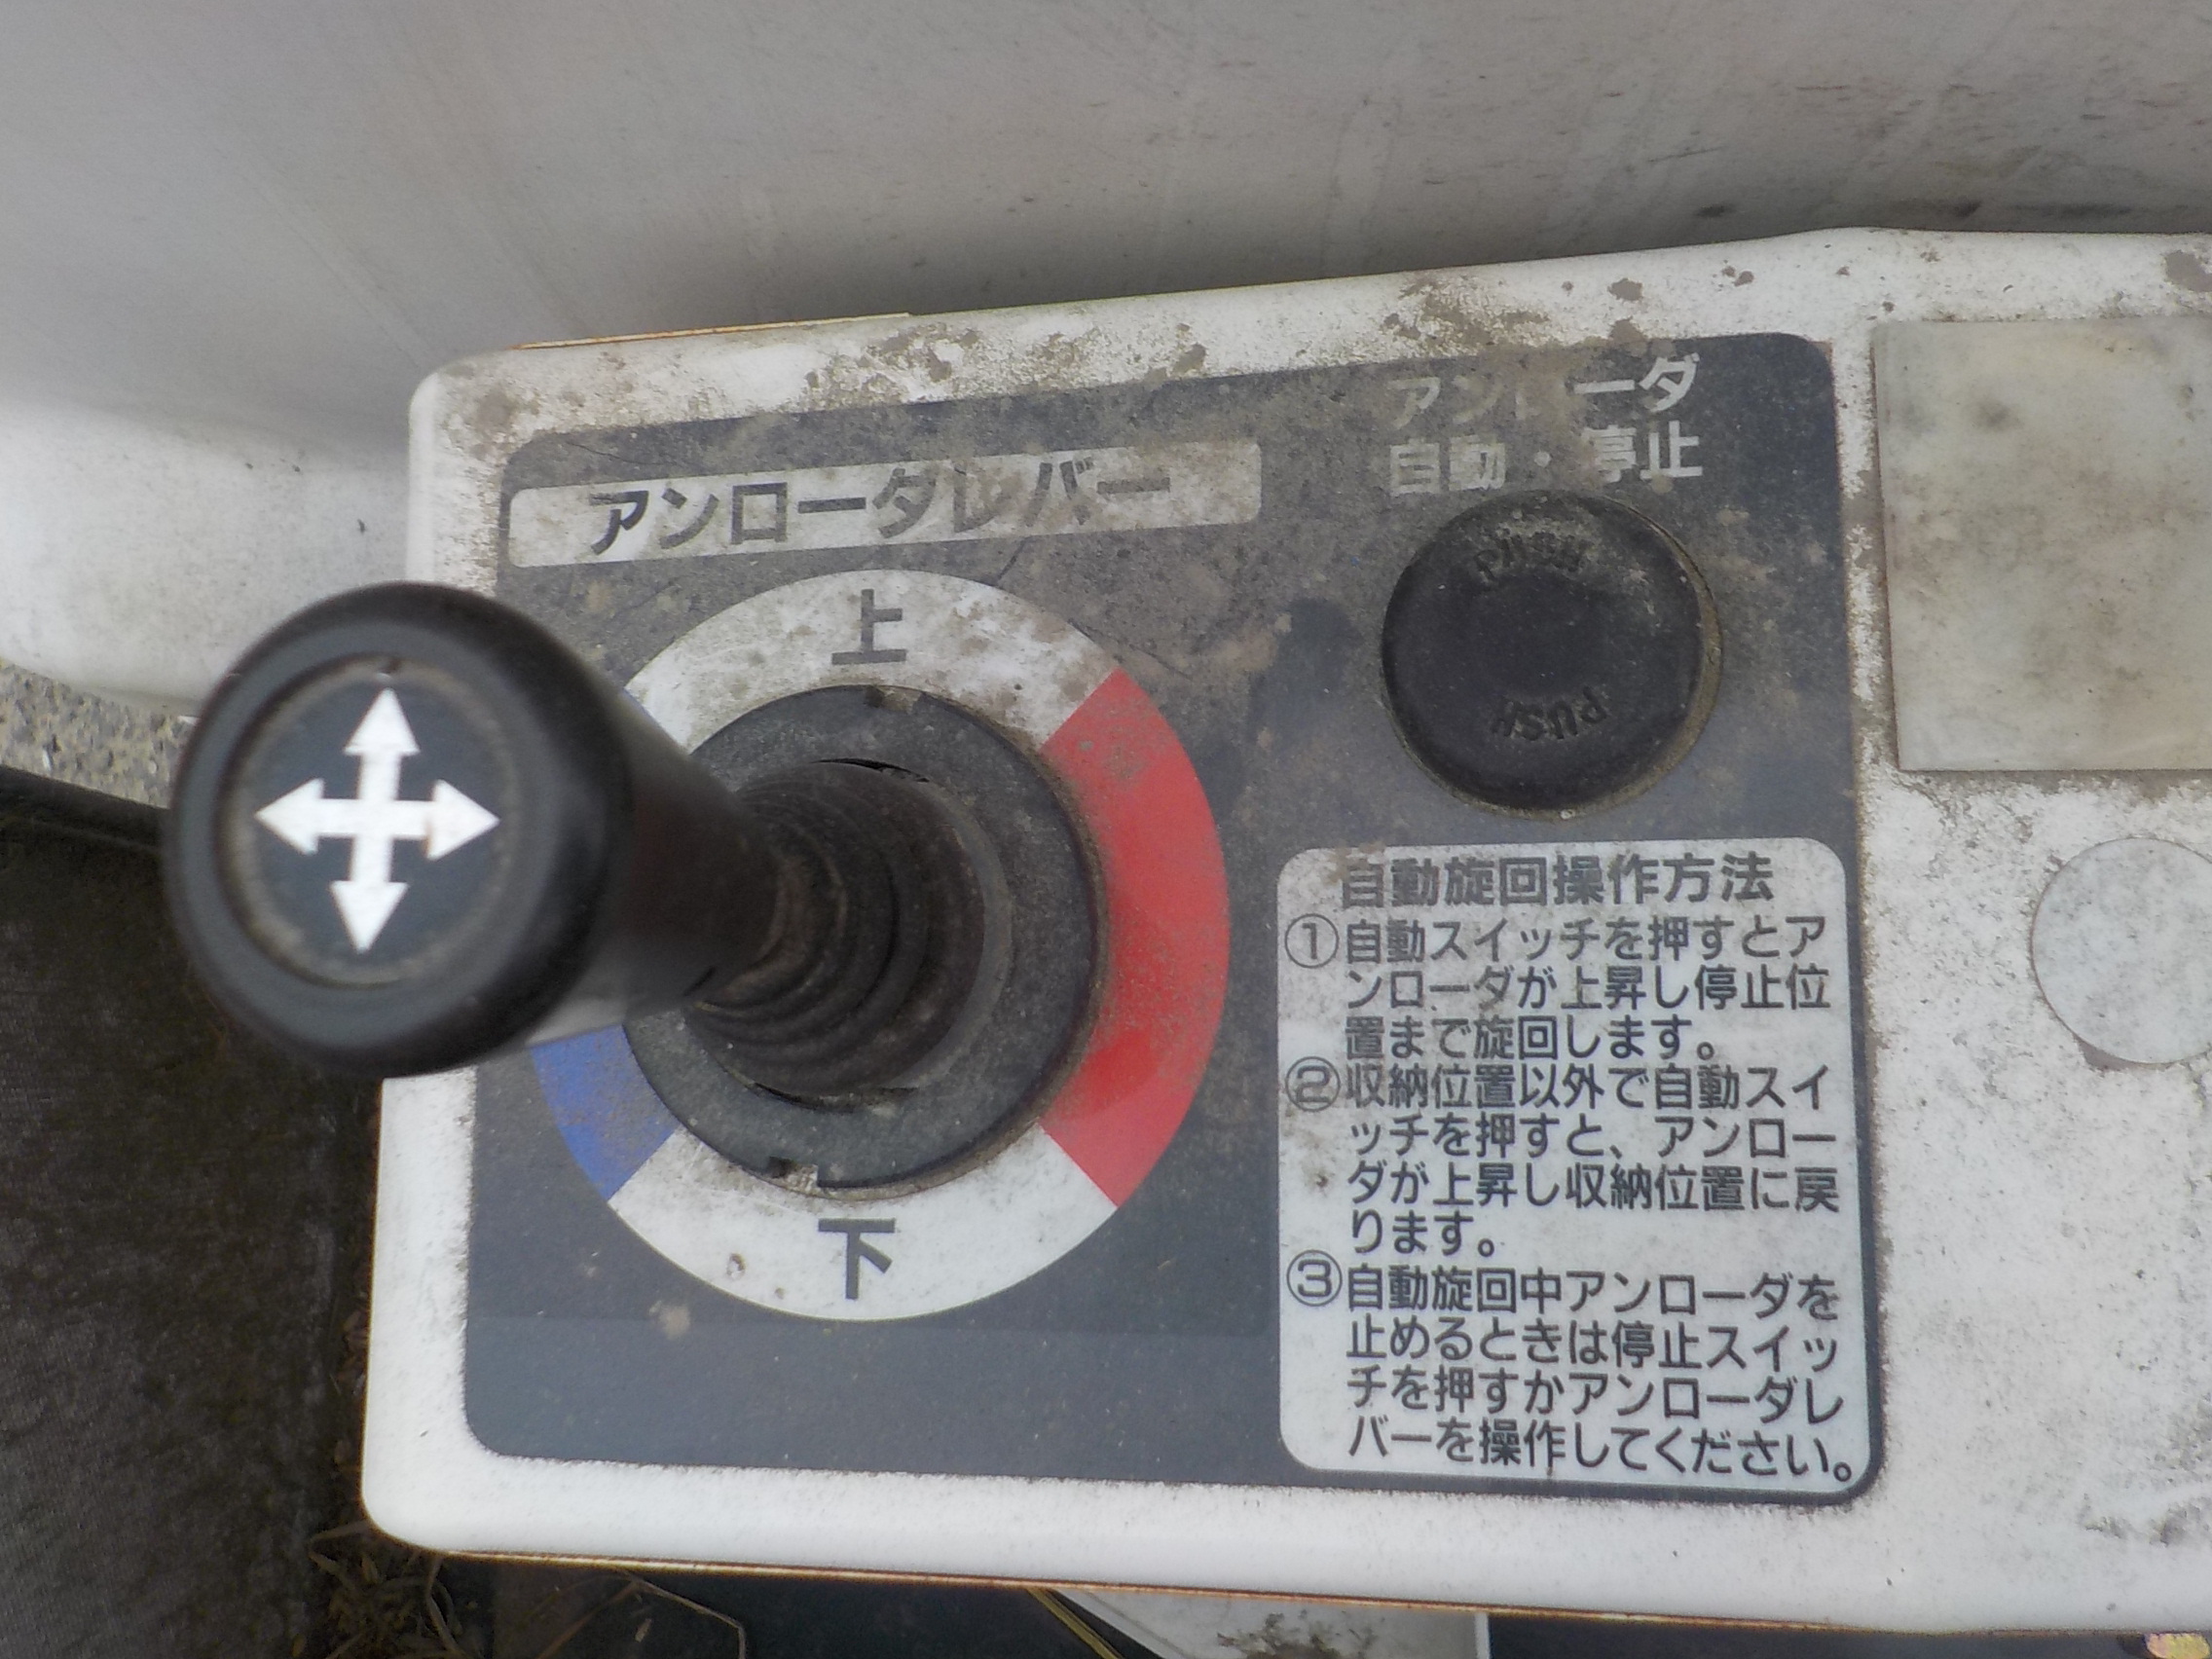 アンローダ
自動・停止
アンローダレバー
上
PUSH
PUSH
下
自動旋回操作方法
①自動スイッチを押すとア
ンローダが上昇し停止位
置まで旋回します。
②収納位置以外で自動スイ
ッチを押すと、アンロー
ダが上昇し収納位置に戻
ります。
③自動旋回中アンローダを
止めるときは停止スイッ
チを押すかアンローダレ
バーを操作してください。